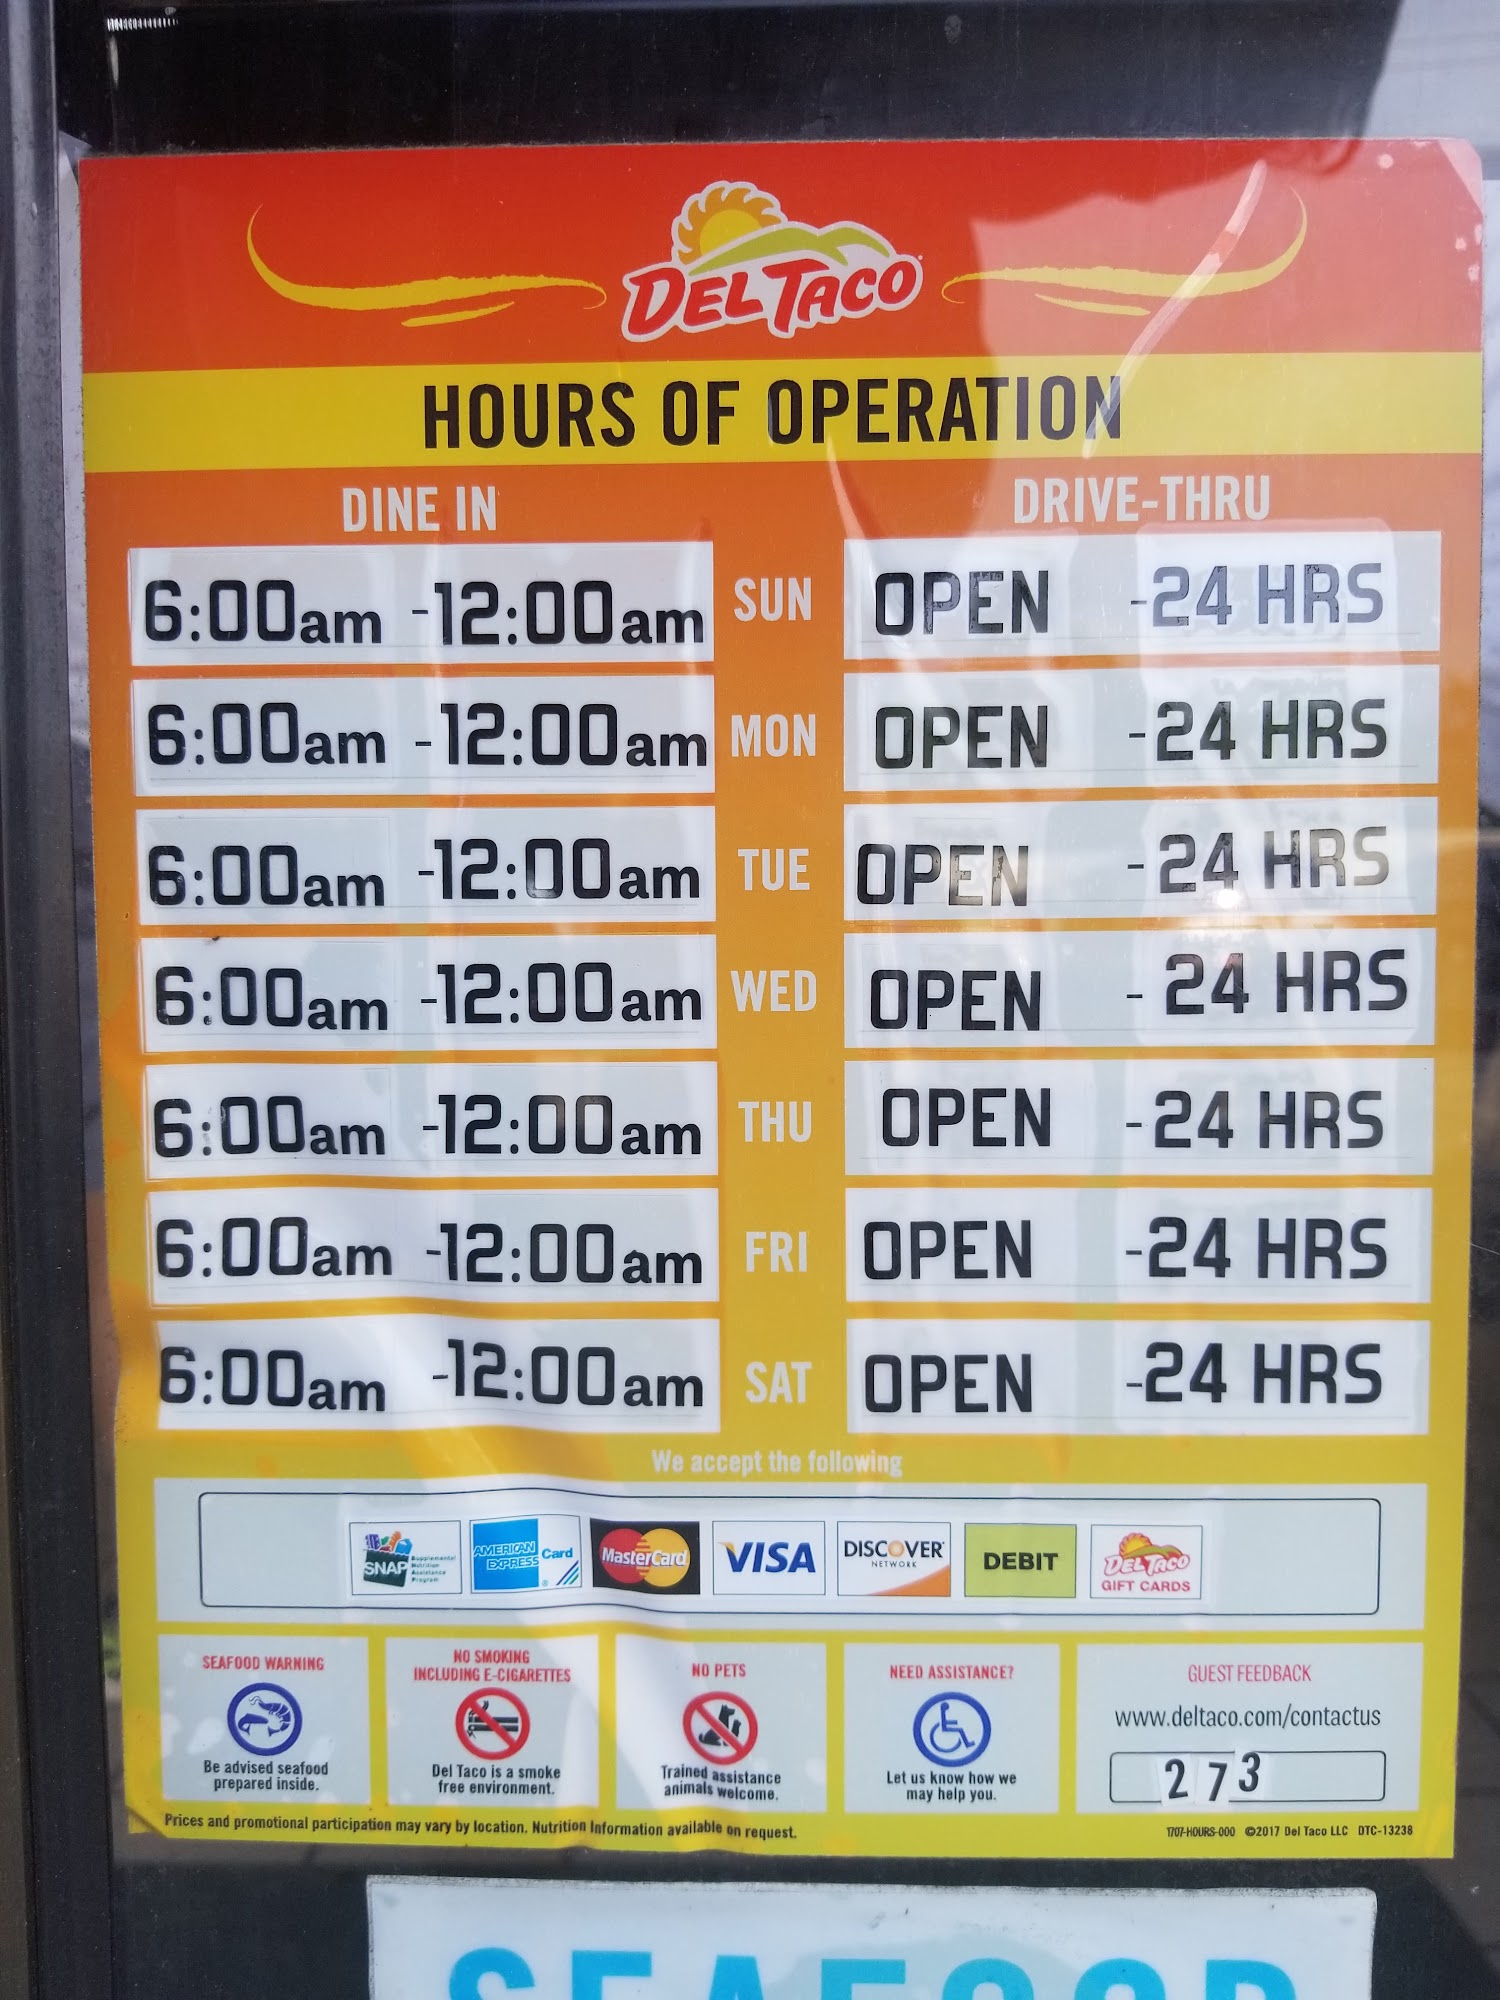 DEL TACO
HOURS OF OPERATION
DINE IN DRIVE-THRU
6:00am -12:00am SUN OPEN -24 HRS
6:00am -12:00am MON OPEN -24 HRS
6:00am -12:00am TUE OPEN -24 HRS
6:00am -12:00am WED OPEN - 24 HRS
6:00am -12:00am THU OPEN -24 HRS
6:00am -12:00am FRI OPEN -24 HRS
6:00am -12:00am SAT OPEN -24 HRS
We accept the following
SNAP Supplemental Nutrition Assistance Program
AMERICAN EXPRESS Card ®
MasterCard
VISA
DISCOVER NETWORK
DEBIT
DEL TACO GIFT CARDS
SEAFOOD WARNING
Be advised seafood
prepared inside.
NO SMOKING
INCLUDING E-CIGARETTES
Del Taco is a smoke
free environment.
NO PETS
Trained assistance
animals welcome.
NEED ASSISTANCE?
Let us know how we
may help you.
GUEST FEEDBACK
www.deltaco.com/contactus
273
Prices and promotional participation may vary by location. Nutrition Information available on request.
1707-HOURS-000 ©2017 Del Taco LLC DTC-13238
SEAFOOD